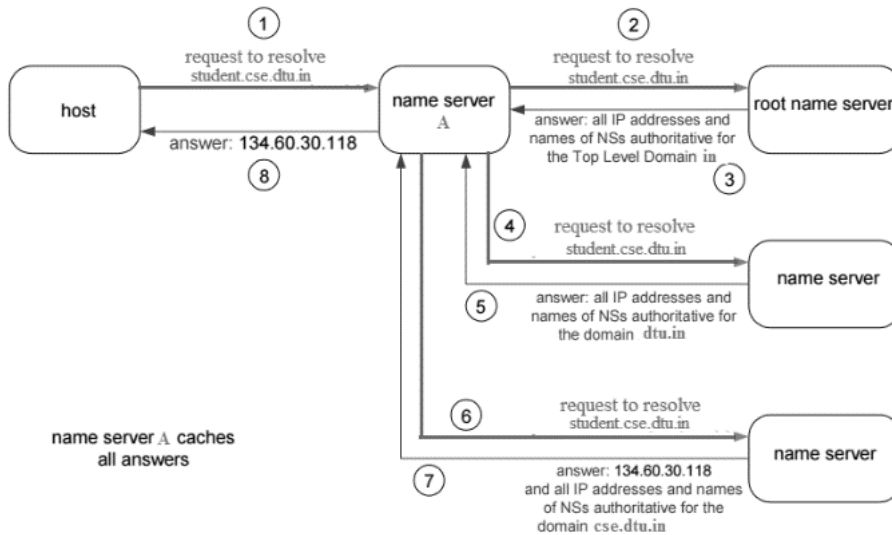 1
2
request to resolve
student.cse.dtu.in
request to resolve
student.cse.dtu.in
host
name server
A
root name server
answer: 134.60.30.118
8
answer: all IP addresses and
names of NSs authoritative for
the Top Level Domain in
3
4
request to resolve
student.cse.dtu.in
name server
5
answer: all IP addresses and
names of NSs authoritative for
the domain dtu.in
6
request to resolve
student.cse.dtu.in
name server A caches
all answers
name server
7
answer: 134.60.30.118
and all IP addresses and names
of NSs authoritative for the
domain cse.dtu.in